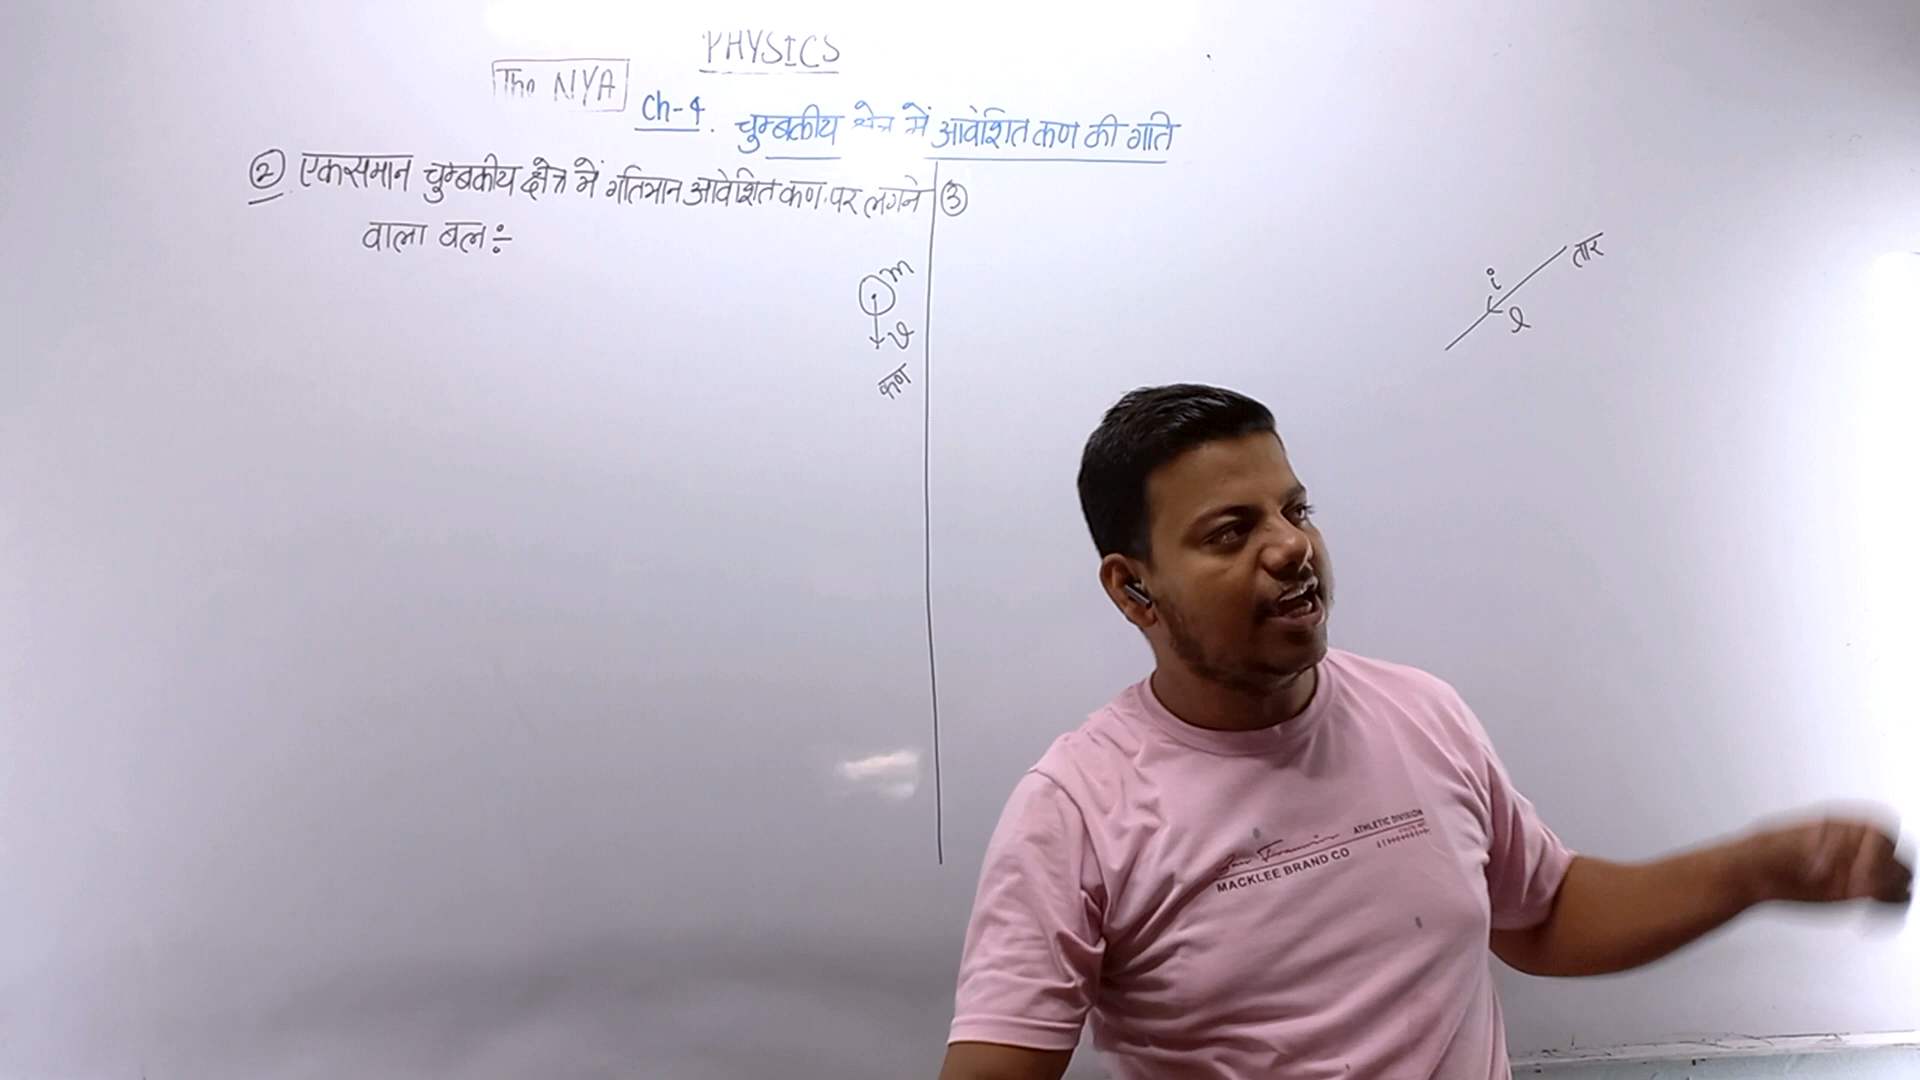 PHYSICS
The NYA
Ch-4. चुम्बकीय क्षेत्र में आवेशित कण की गति
② एकसमान चुम्बकीय क्षेत्र में गतिमान आवेशित कण पर लगने
वाला बल÷
③
m
v
कण
i
l
तार
ATHLETIC DIVISION
MACKLEE BRAND CO